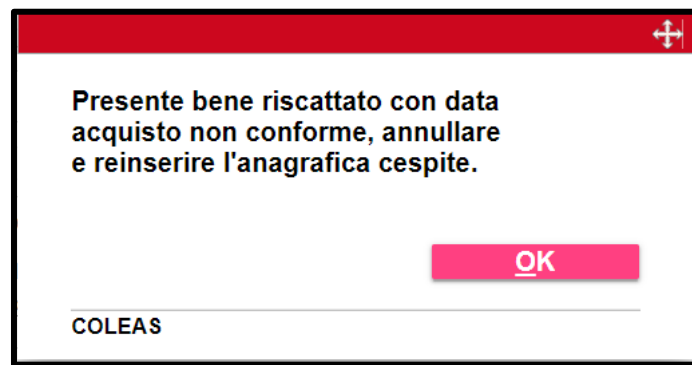 Presente bene riscattato con data
acquisto non conforme, annullare
e reinserire l'anagrafica cespite.
OK
COLEAS